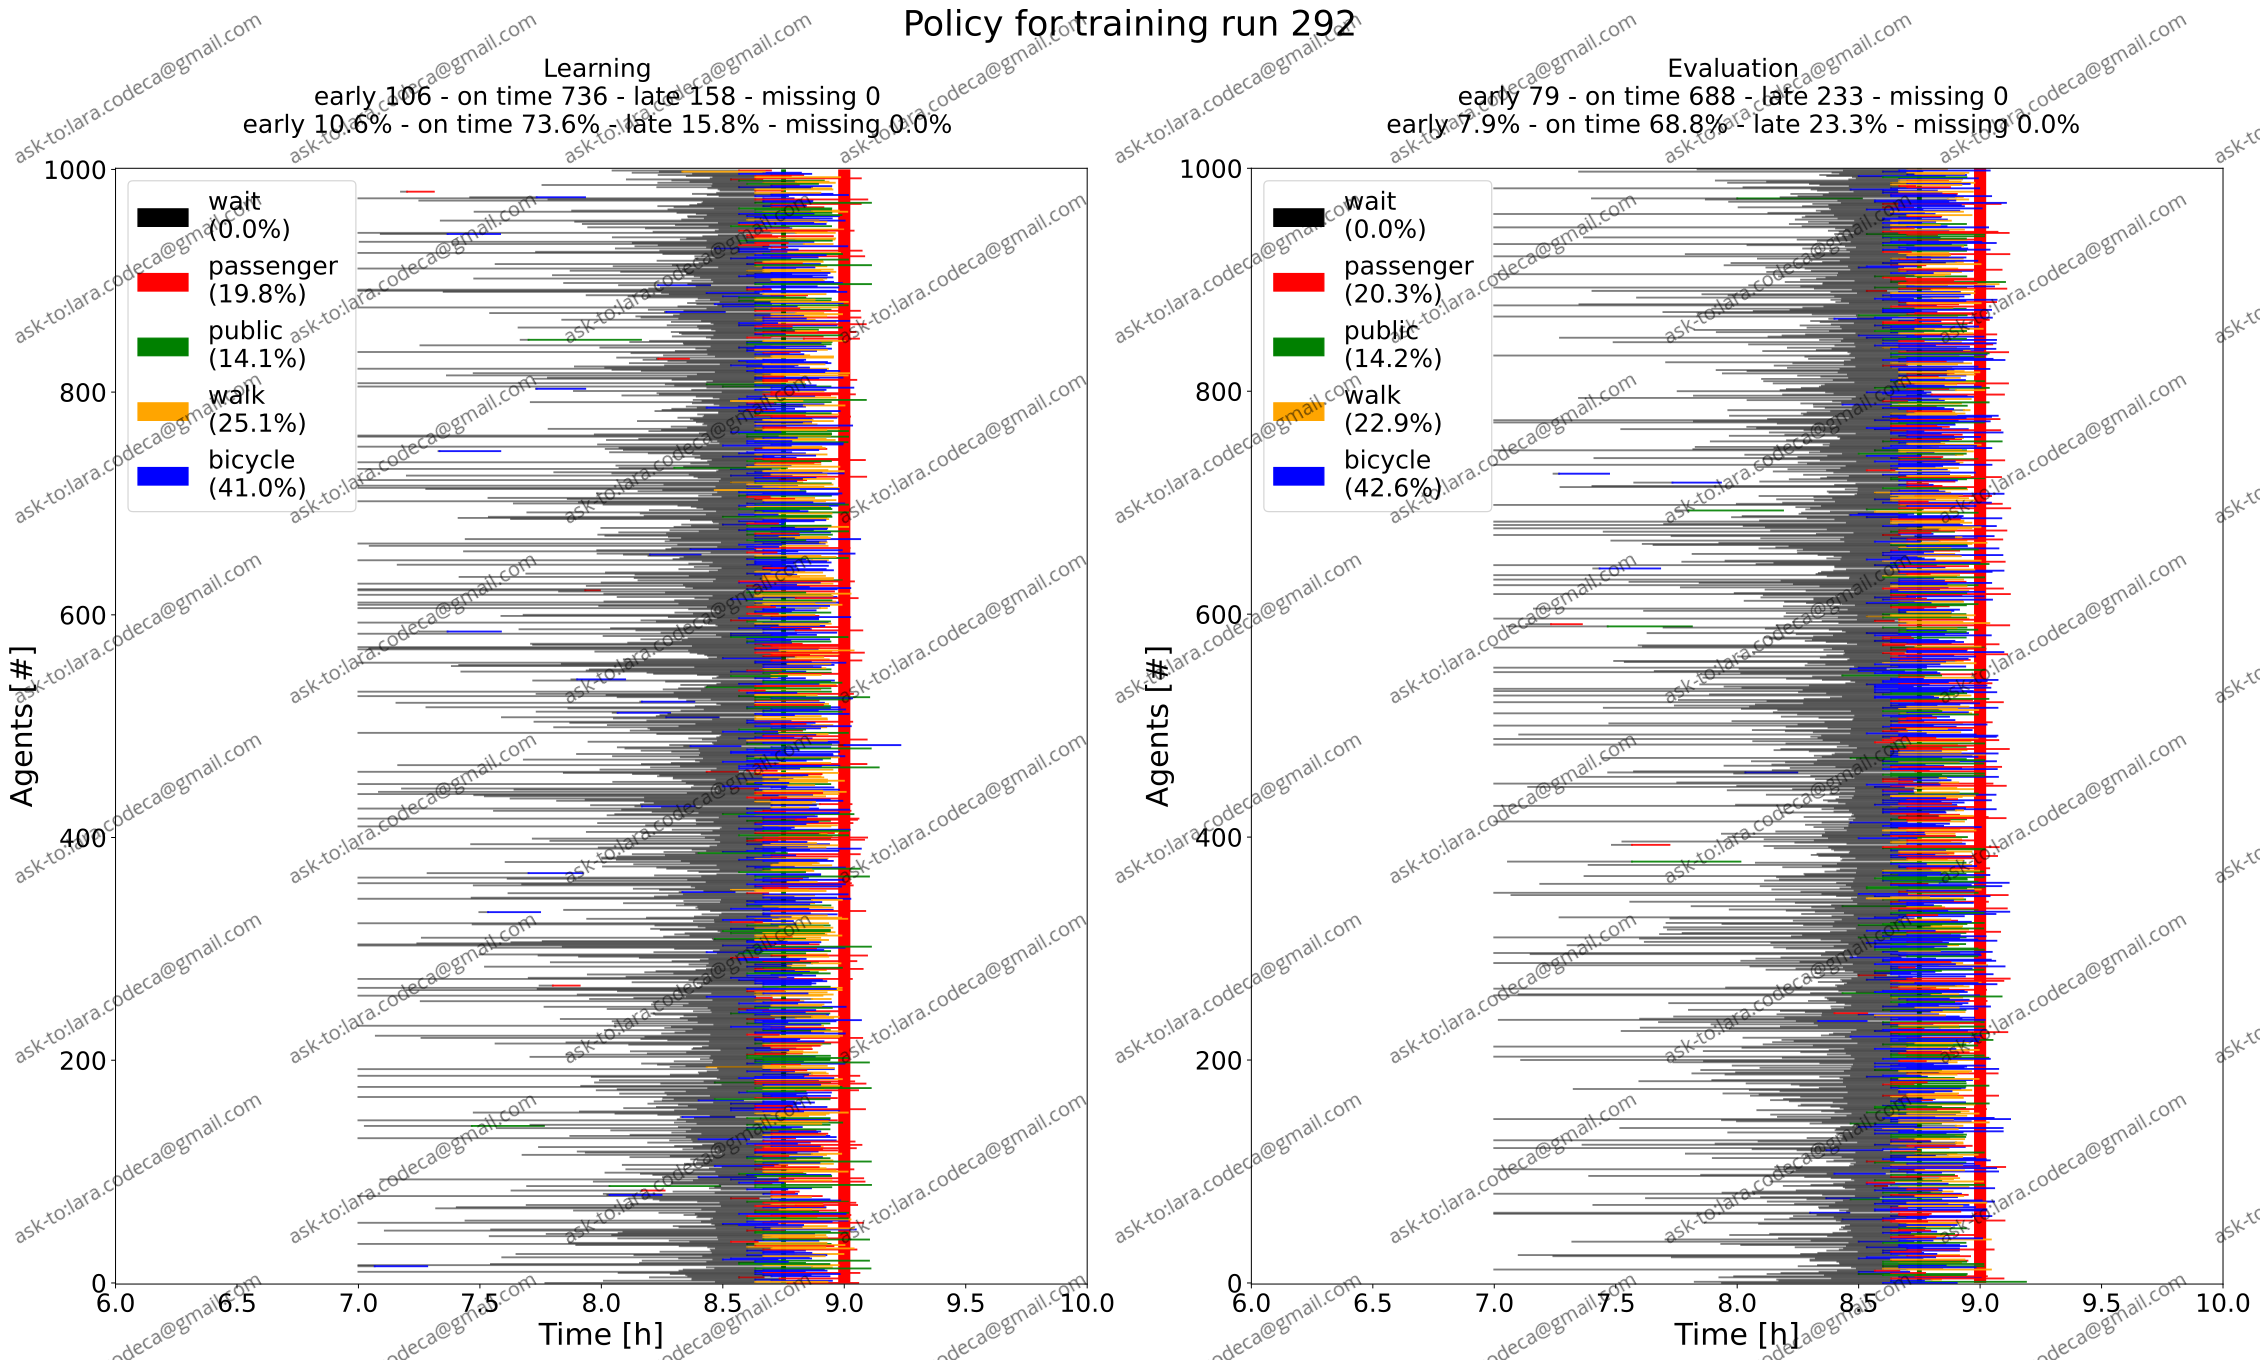 Policy for training run 292
Learning
early 106 - on time 736 - late 158 - missing 0
early 10.6% - on time 73.6% - late 15.8% - missing 0.0%
Evaluation
early 79 - on time 688 - late 233 - missing 0
early 7.9% - on time 68.8% - late 23.3% - missing 0.0%
wait
(0.0%)
passenger
(19.8%)
public
(14.1%)
walk
(25.1%)
bicycle
(41.0%)
1000
800
600
400
200
0
Agents [#]
6.0 6.5 7.0 7.5 8.0 8.5 9.0 9.5 10.0
Time [h]
wait
(0.0%)
passenger
(20.3%)
public
(14.2%)
walk
(22.9%)
bicycle
(42.6%)
1000
800
600
400
200
0
Agents [#]
6.0 6.5 7.0 7.5 8.0 8.5 9.0 9.5 10.0
Time [h]
ask-to:lara.codeca@gmail.com